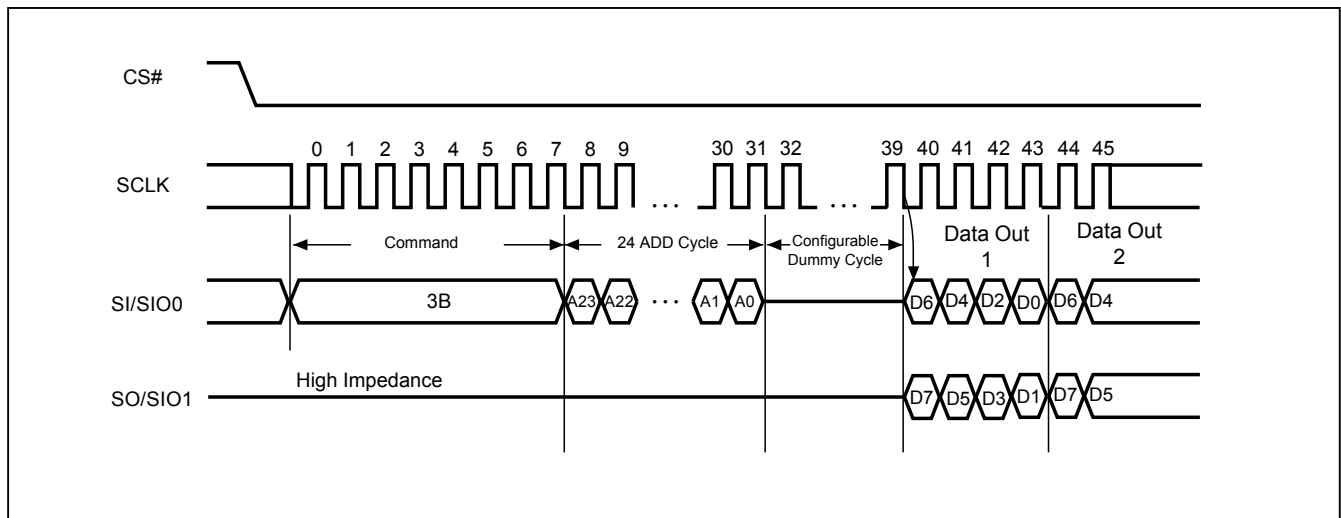 CS#
0 1 2 3 4 5 6 7 8 9 30 31 32 39 40 41 42 43 44 45
SCLK
... ...
Command 24 ADD Cycle Configurable Dummy Cycle Data Out 1 Data Out 2
SI/SIO0 3B A23 A22 ... A1 A0 D6 D4 D2 D0 D6 D4
High Impedance
SO/SIO1 D7 D5 D3 D1 D7 D5